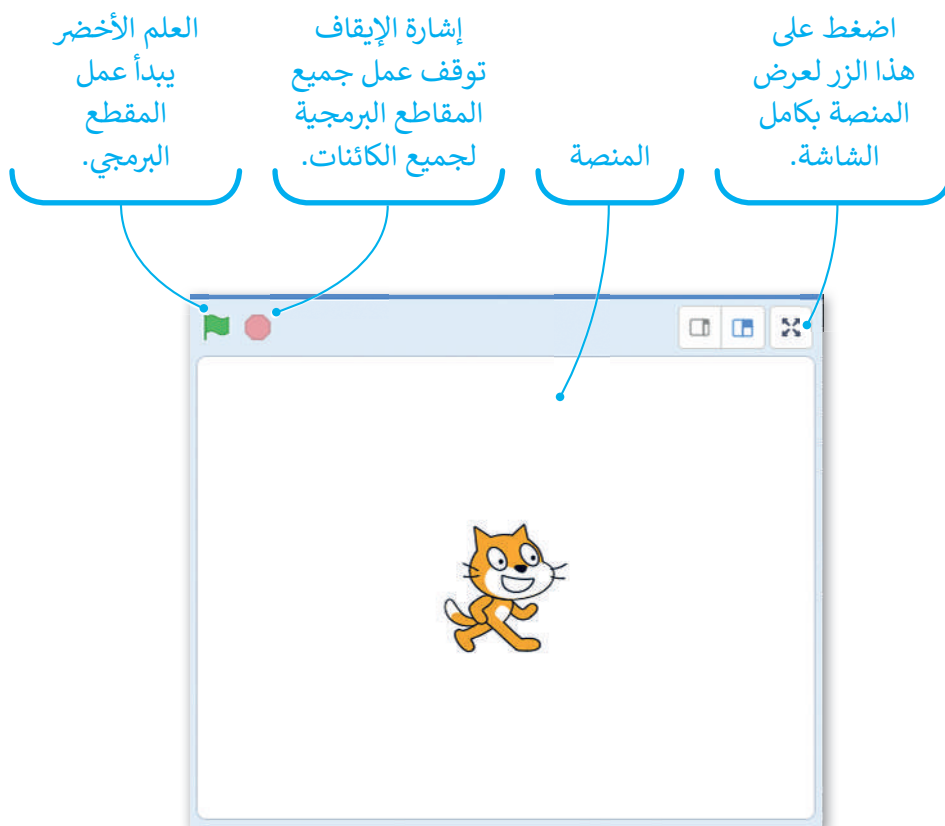 اضغط على
هذا الزر لعرض
المنصة بكامل
الشاشة.
المنصة
إشارة الإيقاف
توقف عمل جميع
المقاطع البرمجية
لجميع الكائنات.
العلم الأخضر
يبدأ عمل
المقطع
البرمجي.